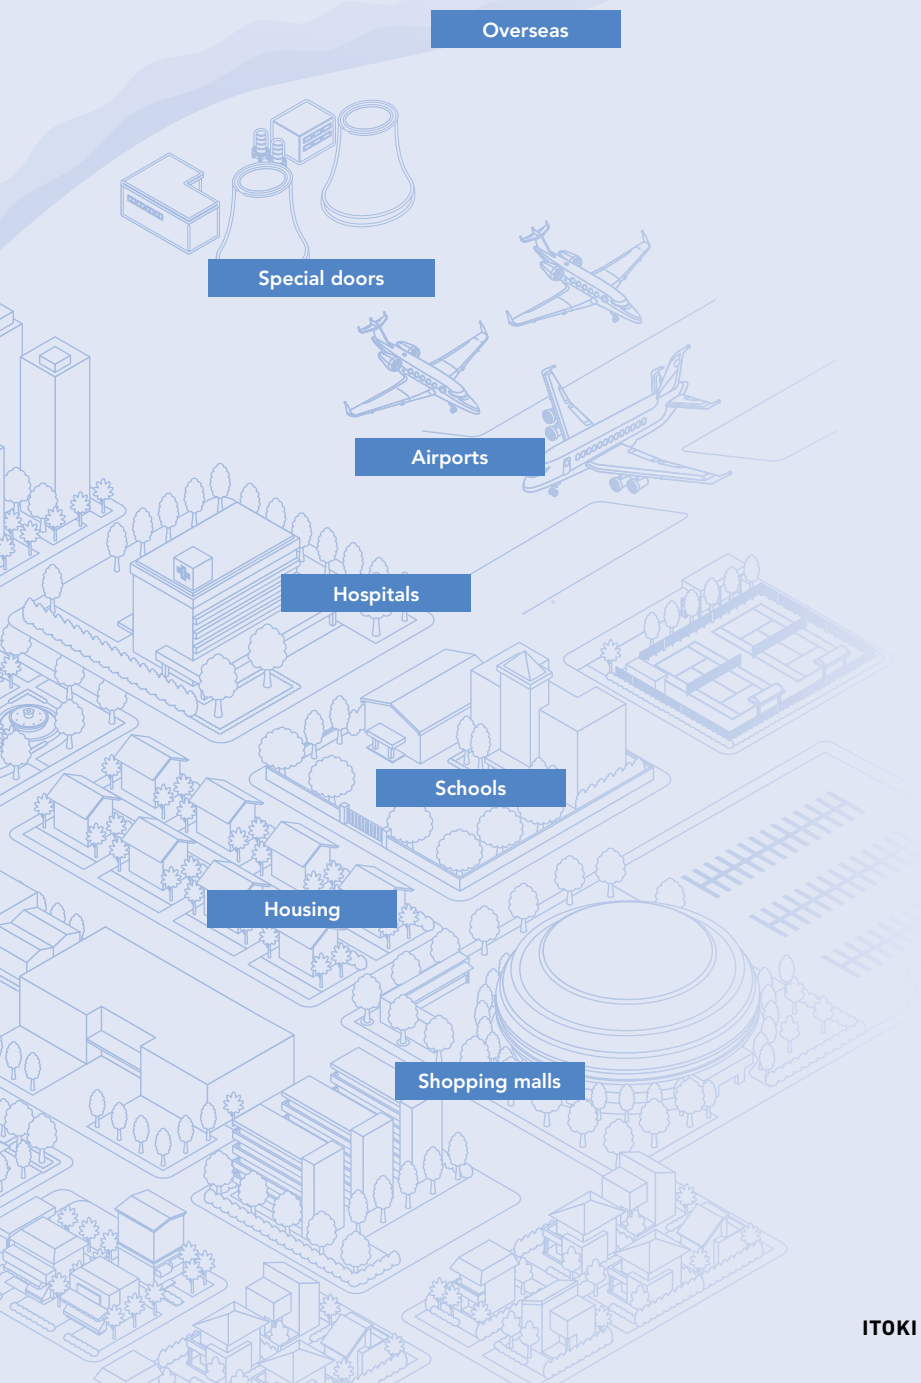 Overseas
Special doors
Airports
Hospitals
Schools
Housing
Shopping malls
ITOKI